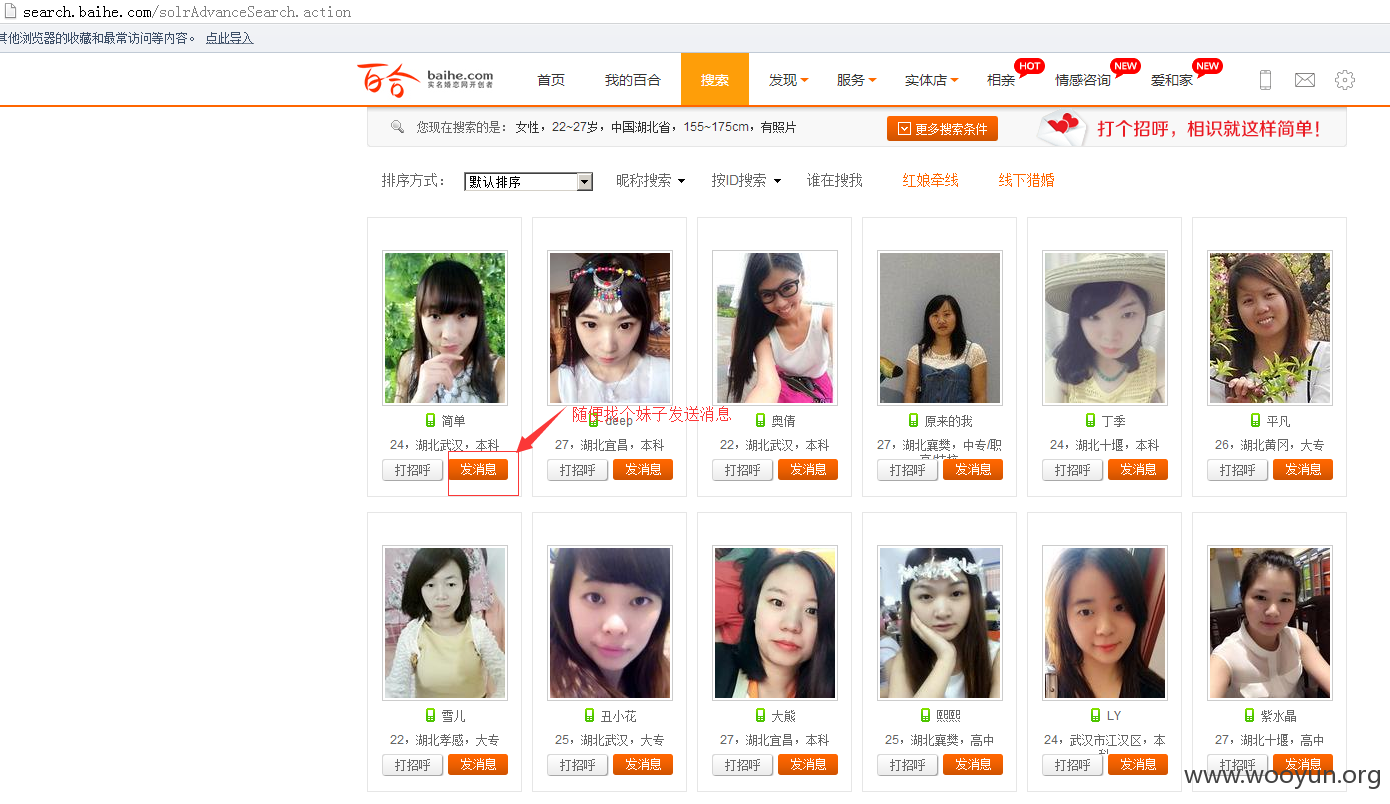 search.baihe.com/solrAdvanceSearch.action
其他浏览器的收藏和最常访问等内容。 点此导入
百合 baihe.com 实名婚恋网开创者 首页 我的百合 搜索 发现 服务 实体店 相亲 HOT 情感咨询 NEW 爱和家 NEW
您现在搜索的是: 女性，22~27岁，中国湖北省，155~175cm，有照片 更多搜索条件 打个招呼，相识就这样简单！
排序方式： 默认排序 昵称搜索 按ID搜索 谁在搜我 红娘牵线 线下猎婚
随便找个妹子发送消息
简单 deep 奥倩 原来的我 丁季 平凡
24，湖北武汉，本科 27，湖北宜昌，本科 22，湖北武汉，本科 27，湖北襄樊，中专/职 24，湖北十堰，本科 26，湖北黄冈，大专
打招呼 发消息 打招呼 发消息 打招呼 发消息 打招呼 发消息 打招呼 发消息 打招呼 发消息
雪儿 丑小花 大熊 熙熙 LY 紫水晶
22，湖北孝感，大专 25，湖北武汉，大专 27，湖北宜昌，本科 25，湖北襄樊，高中 24，武汉市江汉区，本 27，湖北十堰，高中
科
打招呼 发消息 打招呼 发消息 打招呼 发消息 打招呼 发消息 打招呼 发消息 打招呼 发消息
www.wooyun.org